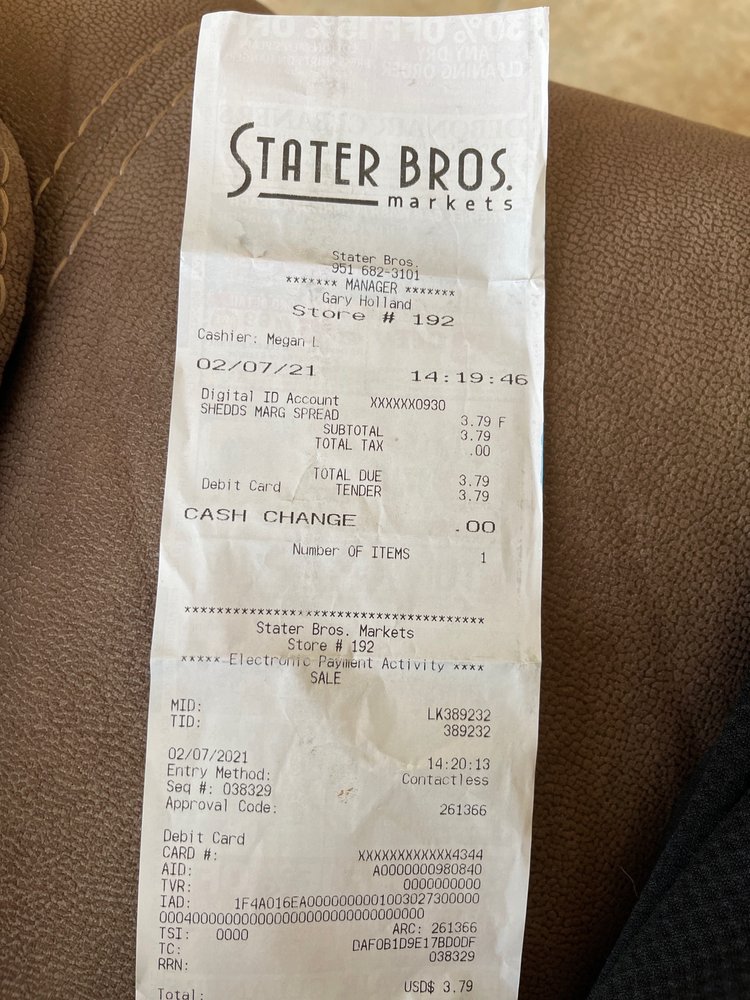 STATER BROS.
markets
Stater Bros.
951 682-3101
******* MANAGER *******
Gary Holland
Store # 192
Cashier: Megan L
02/07/21 14:19:46
Digital ID Account XXXXXX0930
SHEDDS MARG SPREAD 3.79 F
SUBTOTAL 3.79
TOTAL TAX .00
TOTAL DUE 3.79
Debit Card TENDER 3.79
CASH CHANGE .00
Number OF ITEMS 1
***************************************
Stater Bros. Markets
Store # 192
***** Electronic Payment Activity ****
SALE
MID: LK389232
TID: 389232
02/07/2021 14:20:13
Entry Method: Contactless
Seq #: 038329
Approval Code: 261366
Debit Card
CARD #: XXXXXXXXXXXX4344
AID: A0000000980840
TVR: 0000000000
IAD: 1F4A016EA0000000001003027300000
00040000000000000000000000000000
TSI: 0000 ARC: 261366
TC: DAF0B1D9E17BD0DF
RRN: 038329
Total: USD$ 3.79